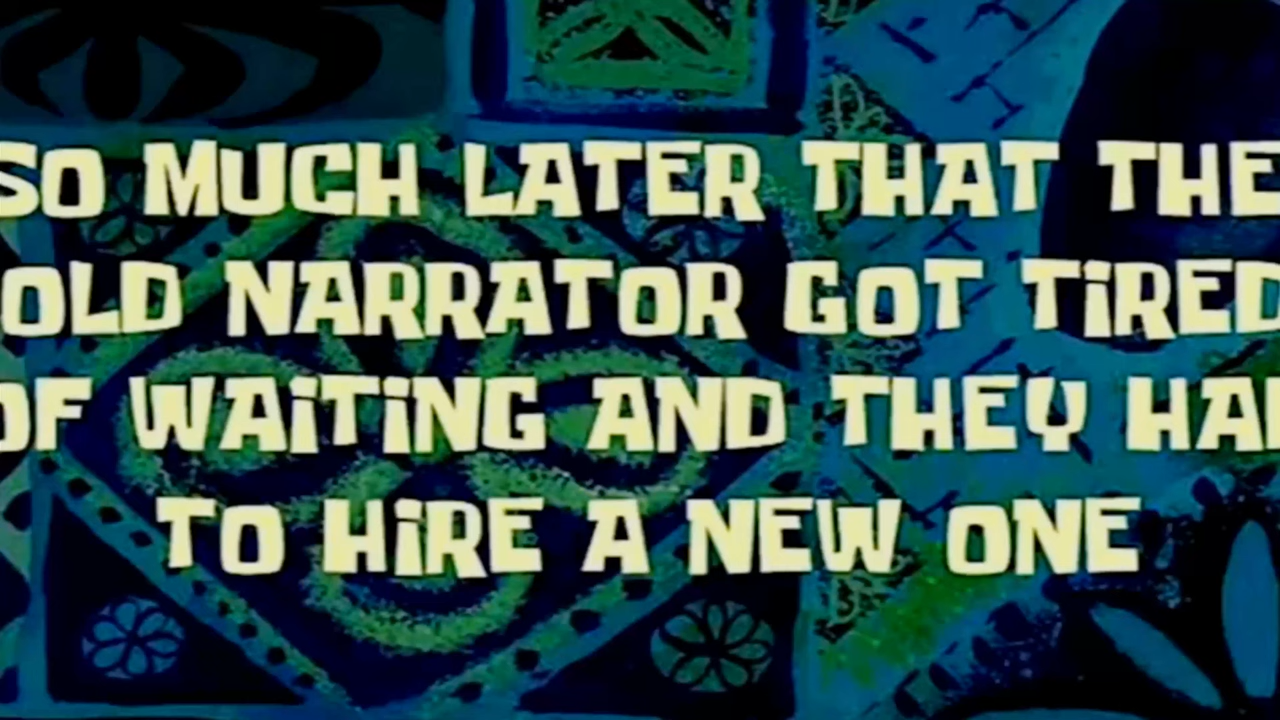 SO MUCH LATER THAT THE
OLD NARRATOR GOT TIRED
OF WAITING AND THEY HA
TO HIRE A NEW ONE